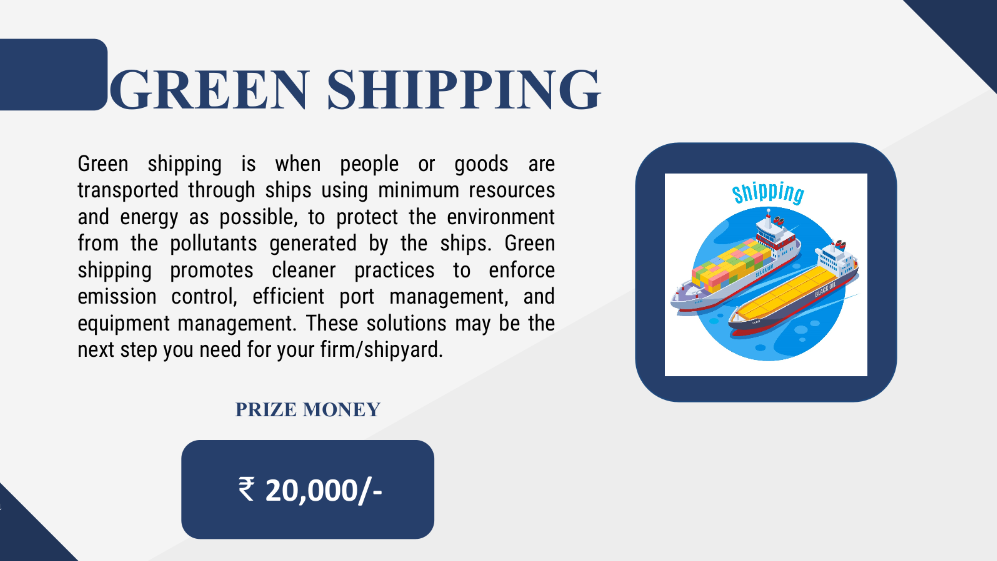 GREEN SHIPPING
Green shipping is when people or goods are
transported through ships using minimum resources
and energy as possible, to protect the environment
from the pollutants generated by the ships. Green
shipping promotes cleaner practices to enforce
emission control, efficient port management, and
equipment management. These solutions may be the
next step you need for your firm/shipyard.
Shipping
PRIZE MONEY
₹ 20,000/-